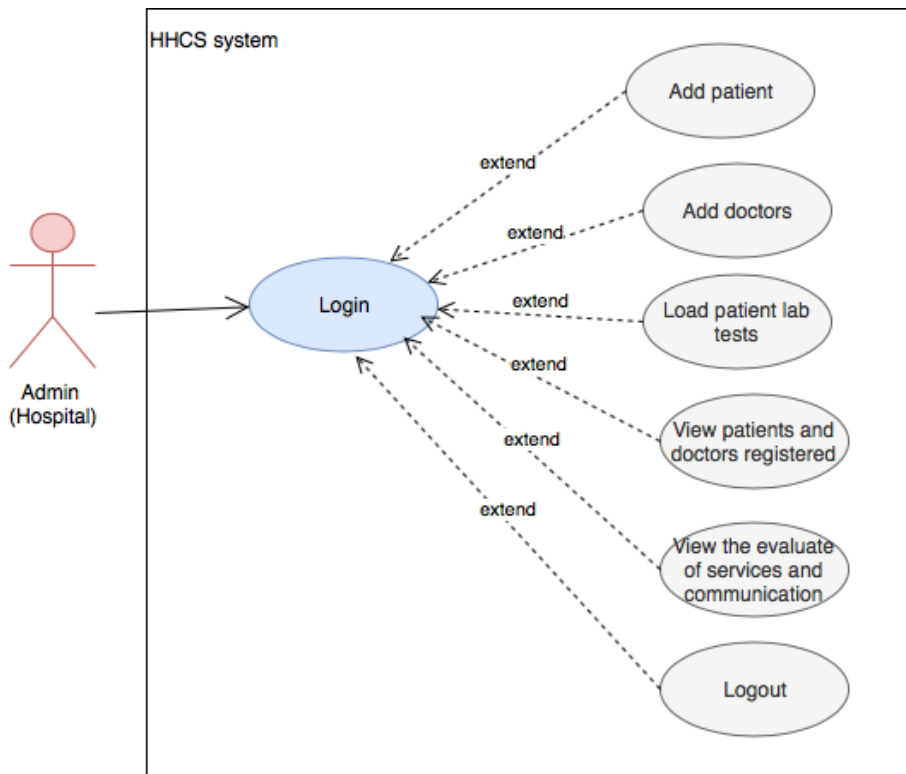 HHCS system
Add patient
extend
Add doctors
extend
Login
extend
Load patient lab
tests
extend
Admin
(Hospital)
View patients and
doctors registered
extend
View the evaluate
of services and
communication
extend
Logout